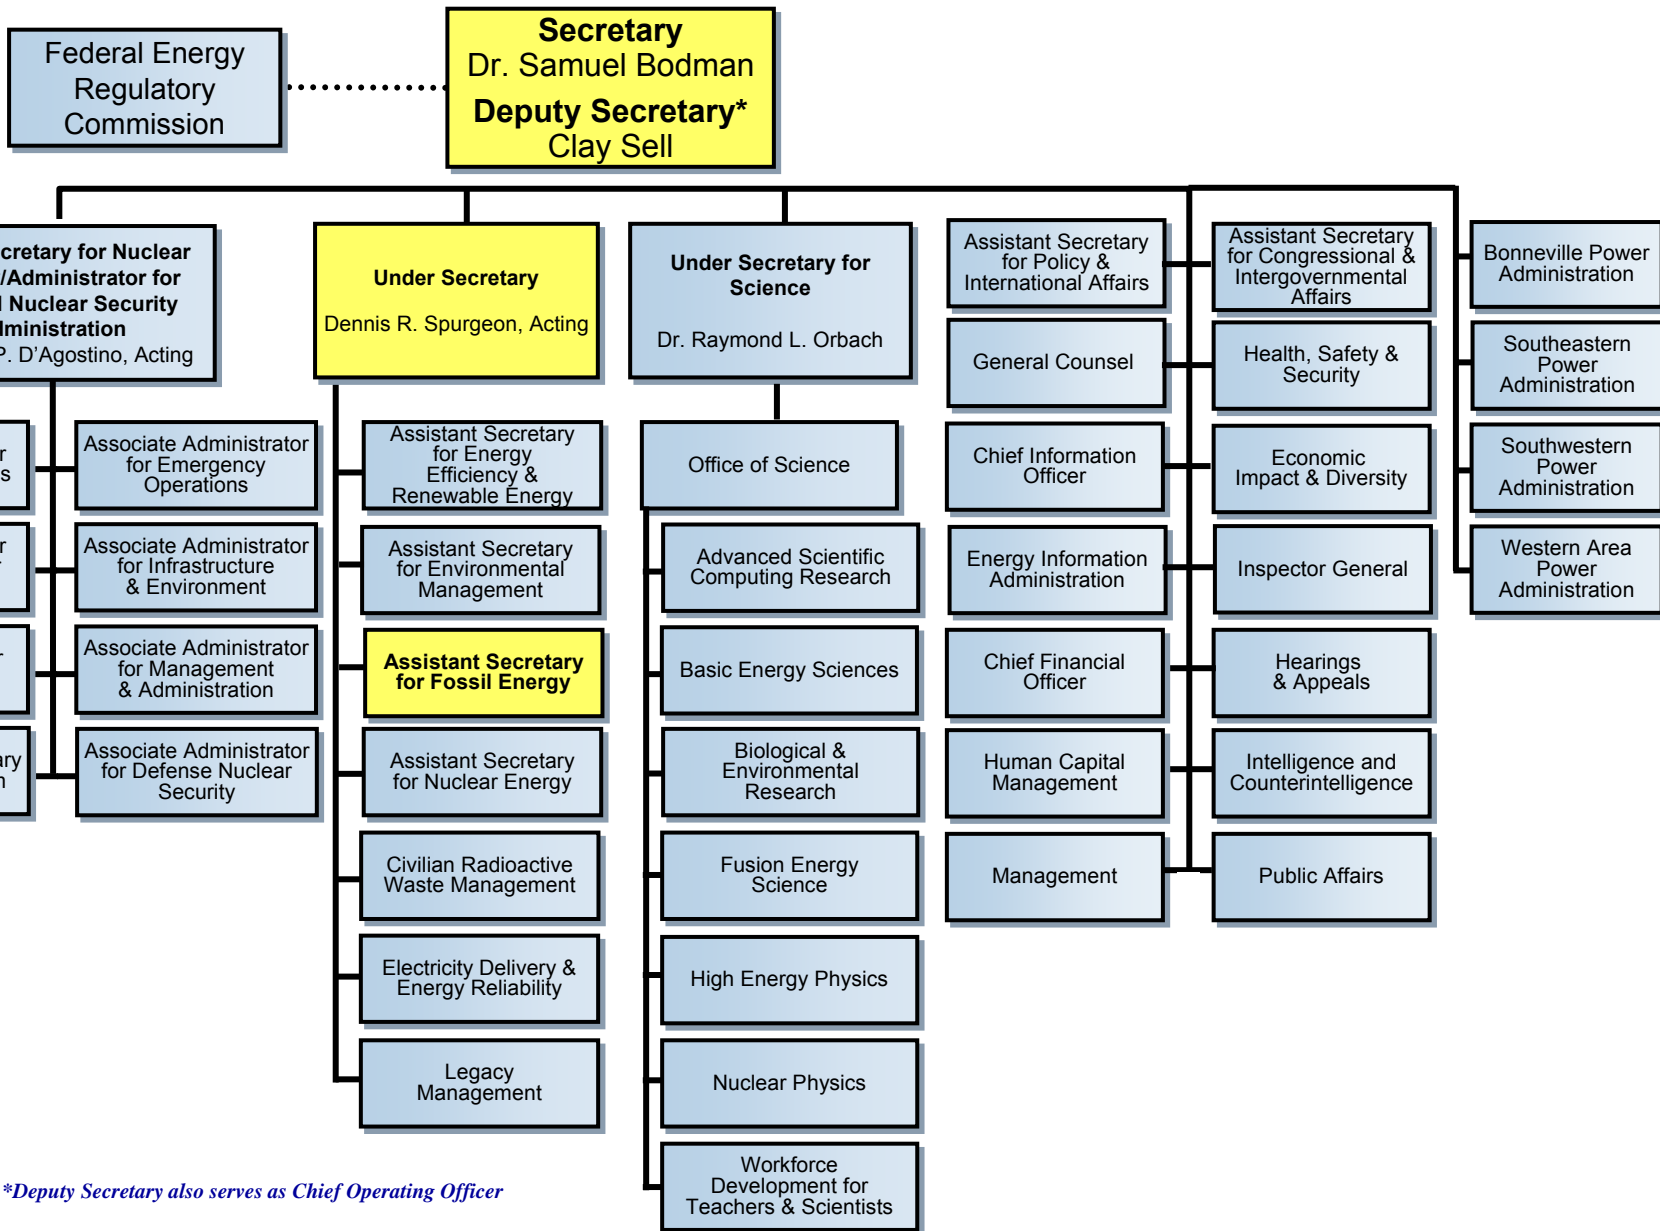 Federal Energy
Regulatory
Commission
Secretary
Dr. Samuel Bodman
Deputy Secretary*
Clay Sell
for Nuclear
/Administrator for
Nuclear Security
P. D'Agostino, Acting
Under Secretary
Dennis R. Spurgeon, Acting
Under Secretary for
Science
Dr. Raymond L. Orbach
Associate Administrator
for Emergency
Operations
Associate Administrator
for Infrastructure
& Environment
Associate Administrator
for Management
& Administration
Associate Administrator
for Defense Nuclear
Security
Assistant Secretary
for Energy
Efficiency &
Renewable Energy
Assistant Secretary
for Environmental
Management
Assistant Secretary
for Fossil Energy
Assistant Secretary
for Nuclear Energy
Civilian Radioactive
Waste Management
Electricity Delivery &
Energy Reliability
Legacy
Management
Office of Science
Advanced Scientific
Computing Research
Basic Energy Sciences
Biological &
Environmental
Research
Fusion Energy
Science
High Energy Physics
Nuclear Physics
Workforce
Development for
Teachers & Scientists
Assistant Secretary
for Policy &
International Affairs
General Counsel
Chief Information
Officer
Energy Information
Administration
Chief Financial
Officer
Human Capital
Management
Management
Assistant Secretary
for Congressional &
Intergovernmental
Affairs
Health, Safety &
Security
Economic
Impact & Diversity
Inspector General
Hearings
& Appeals
Intelligence and
Counterintelligence
Public Affairs
Bonneville Power
Administration
Southeastern
Power
Administration
Southwestern
Power
Administration
Western Area
Power
Administration
*Deputy Secretary also serves as Chief Operating Officer